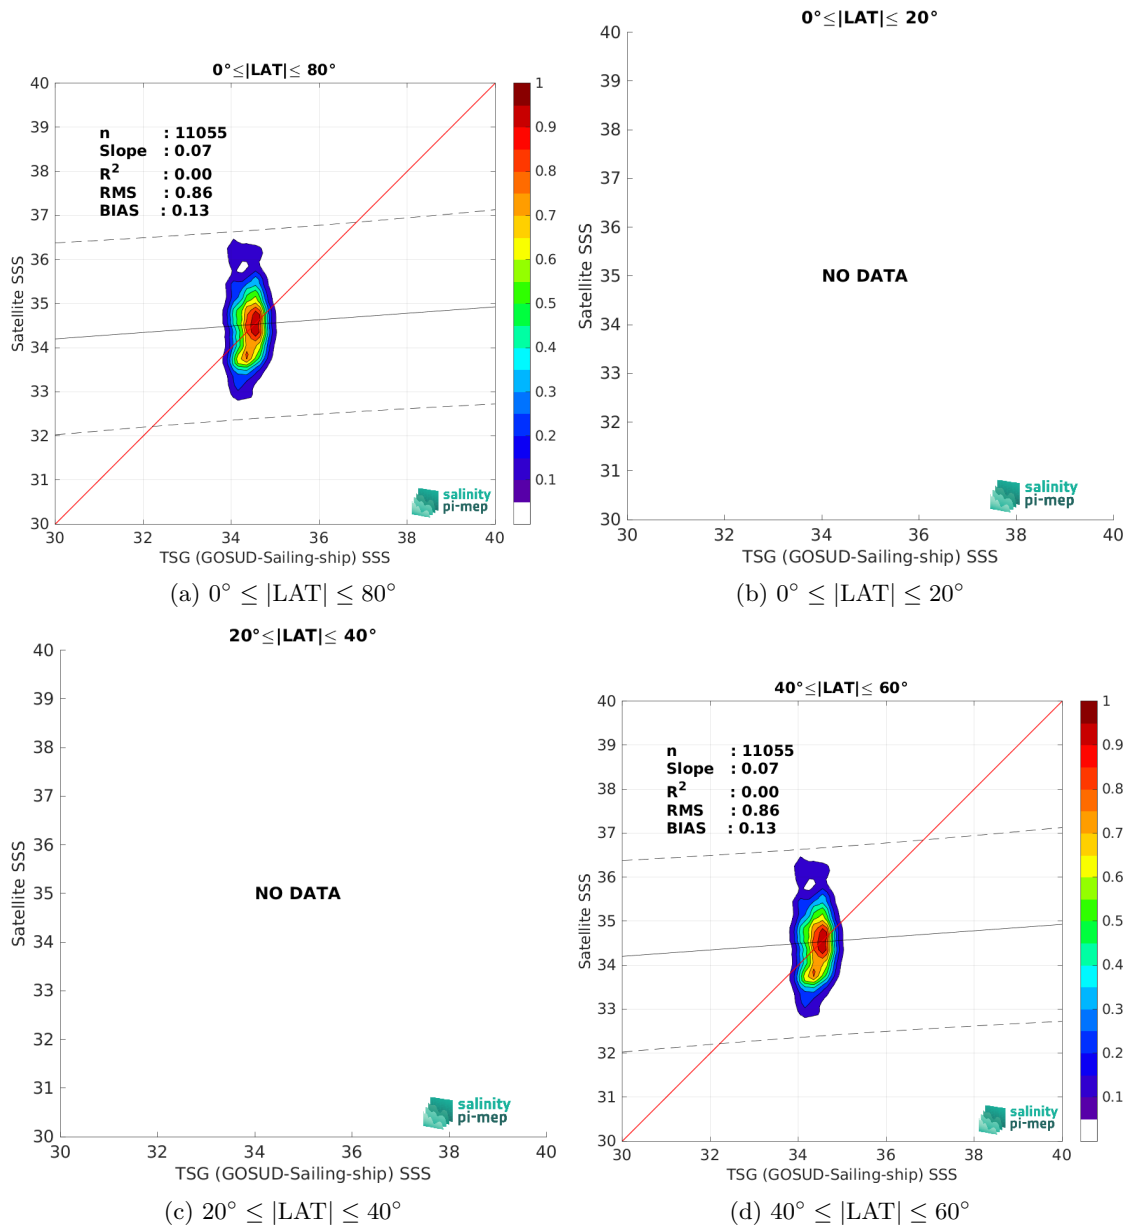 0°≤|LAT|≤ 80°
40
39
38
37
36
35
34
33
32
31
30
Satellite SSS
n : 11055
Slope : 0.07
R² : 0.00
RMS : 0.86
BIAS : 0.13
salinity
pi-mep
30 32 34 36 38 40
TSG (GOSUD-Sailing-ship) SSS
1
0.9
0.8
0.7
0.6
0.5
0.4
0.3
0.2
0.1
(a) 0° ≤ |LAT| ≤ 80°
0°≤|LAT|≤ 20°
40
39
38
37
36
35
34
33
32
31
30
Satellite SSS
NO DATA
salinity
pi-mep
30 32 34 36 38 40
TSG (GOSUD-Sailing-ship) SSS
(b) 0° ≤ |LAT| ≤ 20°
20°≤|LAT|≤ 40°
40
39
38
37
36
35
34
33
32
31
30
Satellite SSS
NO DATA
salinity
pi-mep
30 32 34 36 38 40
TSG (GOSUD-Sailing-ship) SSS
(c) 20° ≤ |LAT| ≤ 40°
40°≤|LAT|≤ 60°
40
39
38
37
36
35
34
33
32
31
30
Satellite SSS
n : 11055
Slope : 0.07
R² : 0.00
RMS : 0.86
BIAS : 0.13
salinity
pi-mep
30 32 34 36 38 40
TSG (GOSUD-Sailing-ship) SSS
1
0.9
0.8
0.7
0.6
0.5
0.4
0.3
0.2
0.1
(d) 40° ≤ |LAT| ≤ 60°